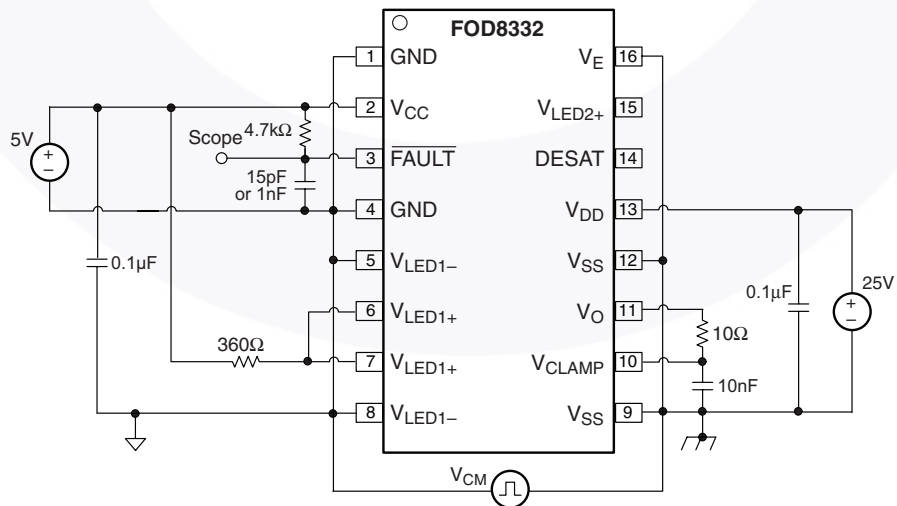 FOD8332
1 GND
2 VCC
3 FAULT
4 GND
5 VLED1–
6 VLED1+
7 VLED1+
8 VLED1–
VE 16
VLED2+ 15
DESAT 14
VDD 13
VSS 12
VO 11
VCLAMP 10
VSS 9
5V
+
–
Scope
4.7kΩ
15pF
or 1nF
0.1µF
360Ω
VCM
10Ω
10nF
0.1µF
25V
+
–